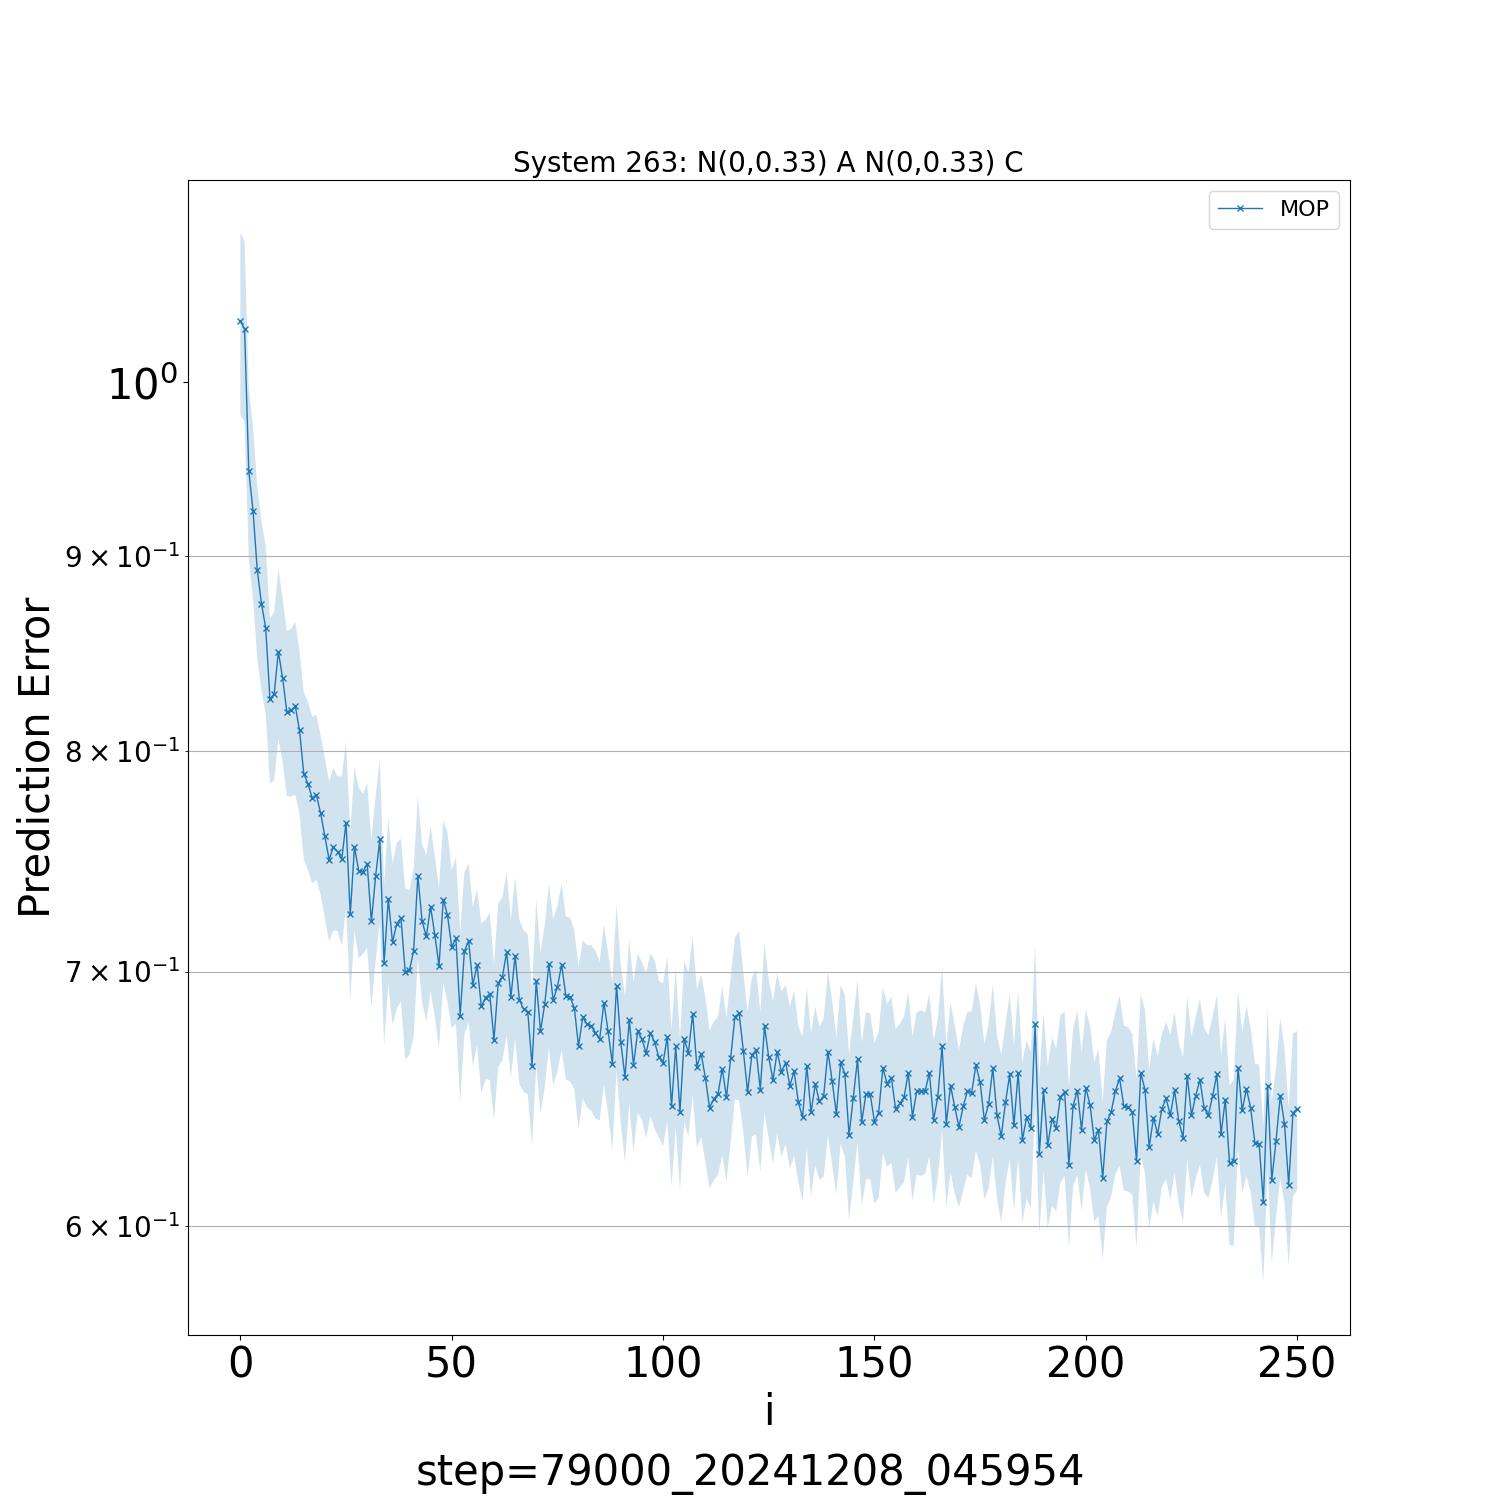 System 263: N(0,0.33) A N(0,0.33) C
MOP
10⁰
9 × 10⁻¹
8 × 10⁻¹
7 × 10⁻¹
6 × 10⁻¹
Prediction Error
0 50 100 150 200 250
i
step=79000_20241208_045954